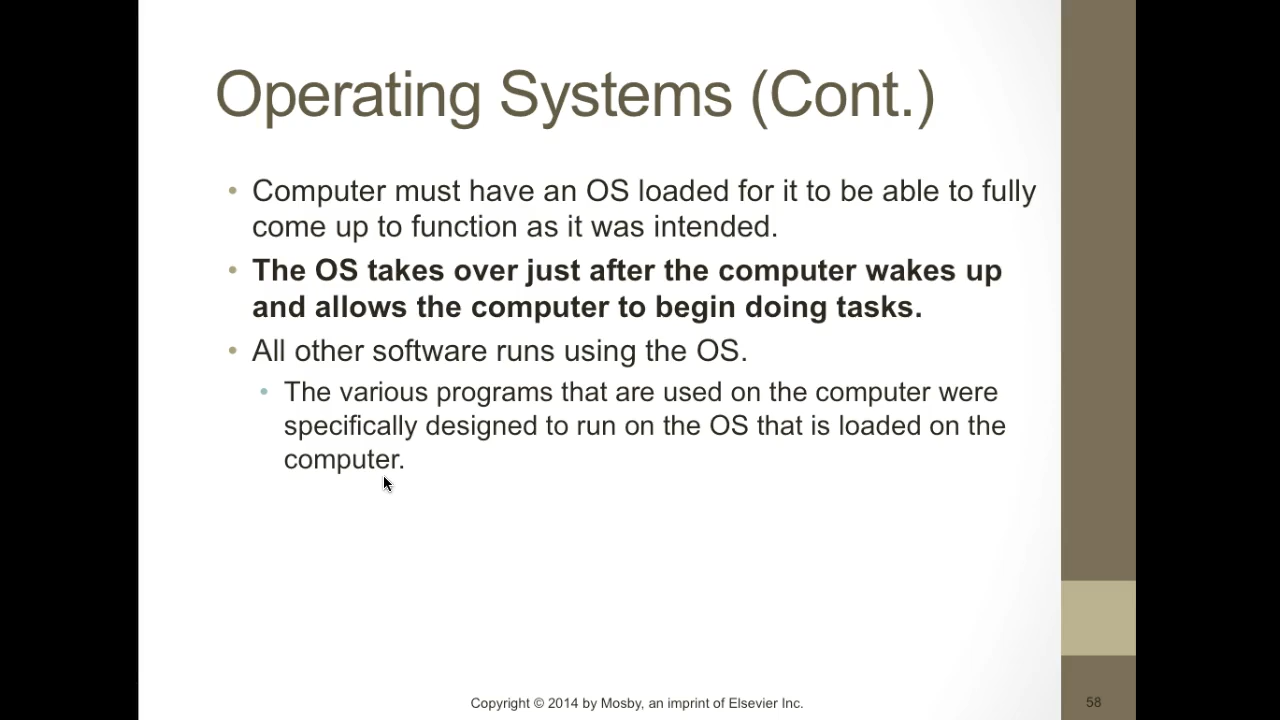 Operating Systems (Cont.)
• Computer must have an OS loaded for it to be able to fully
come up to function as it was intended.
• The OS takes over just after the computer wakes up
and allows the computer to begin doing tasks.
• All other software runs using the OS.
• The various programs that are used on the computer were
specifically designed to run on the OS that is loaded on the
computer.
Copyright © 2014 by Mosby, an imprint of Elsevier Inc.
58